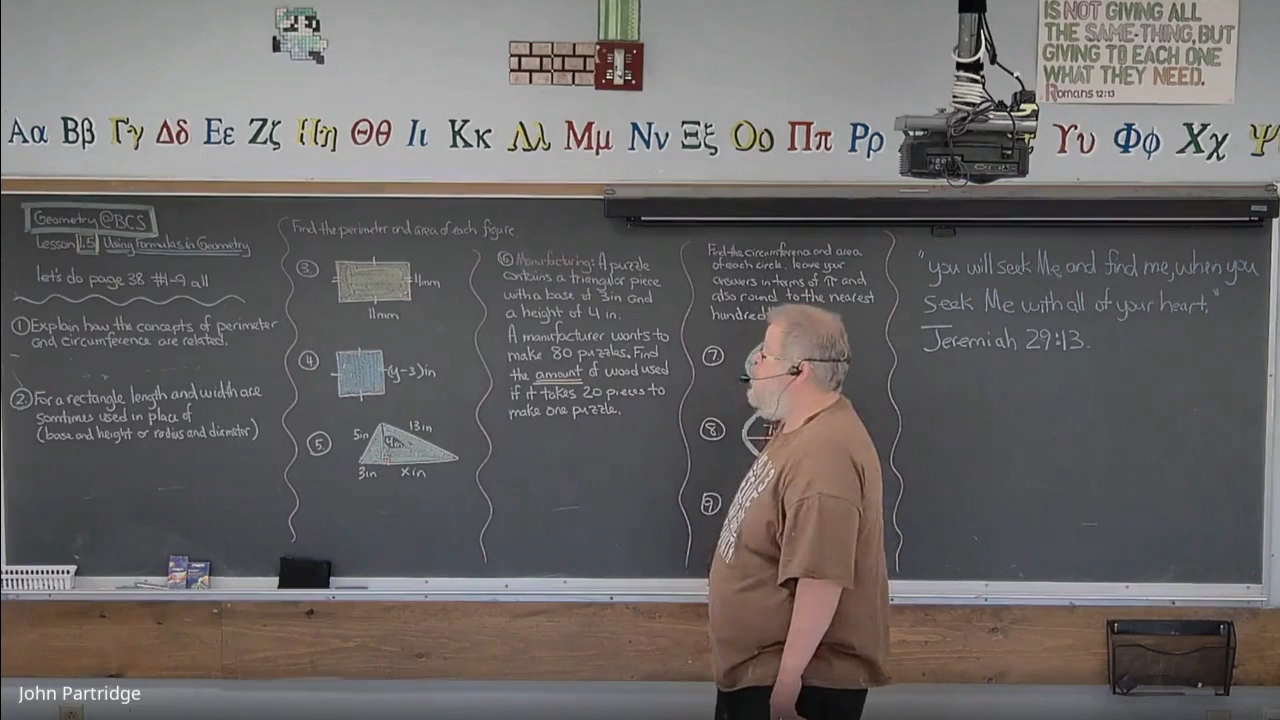 IS NOT GIVING ALL
THE SAME-THING, BUT
GIVING TO EACH ONE
WHAT THEY NEED.
Romans 12:13
Αα Ββ Γγ Δδ Εε Ζζ Ηη Θθ Ιι Κκ Λλ Μμ Νν Ξξ Οο Ππ Ρρ Υυ Φφ Χχ Ψ
Geometry @BCS
Lesson 1.5 Using Formulas in Geometry
let's do page 38 #1-9 all
① Explain how the concepts of perimeter
and circumference are related.
② For a rectangle length and width are
somtimes used in place of
(base and height or radius and diameter)
Find the perimeter and area of each figure
③
11mm
11mm
④
(y-3)in
⑤
5in
13in
4in
3in
x in
⑥ Manufacturing: A puzzle
contains a triangular piece
with a base of 3in and
a height of 4 in.
A manufacturer wants to
make 80 puzzles. Find
the amount of wood used
if it takes 20 pieces to
make one puzzle.
Find the circumference and area
of each circle. leave your
answers in terms of π and
also round to the nearest
hundred
⑦
⑧
⑨
"you will seek Me and find me, when you
seek Me with all of your heart."
Jeremiah 29:13.
John Partridge